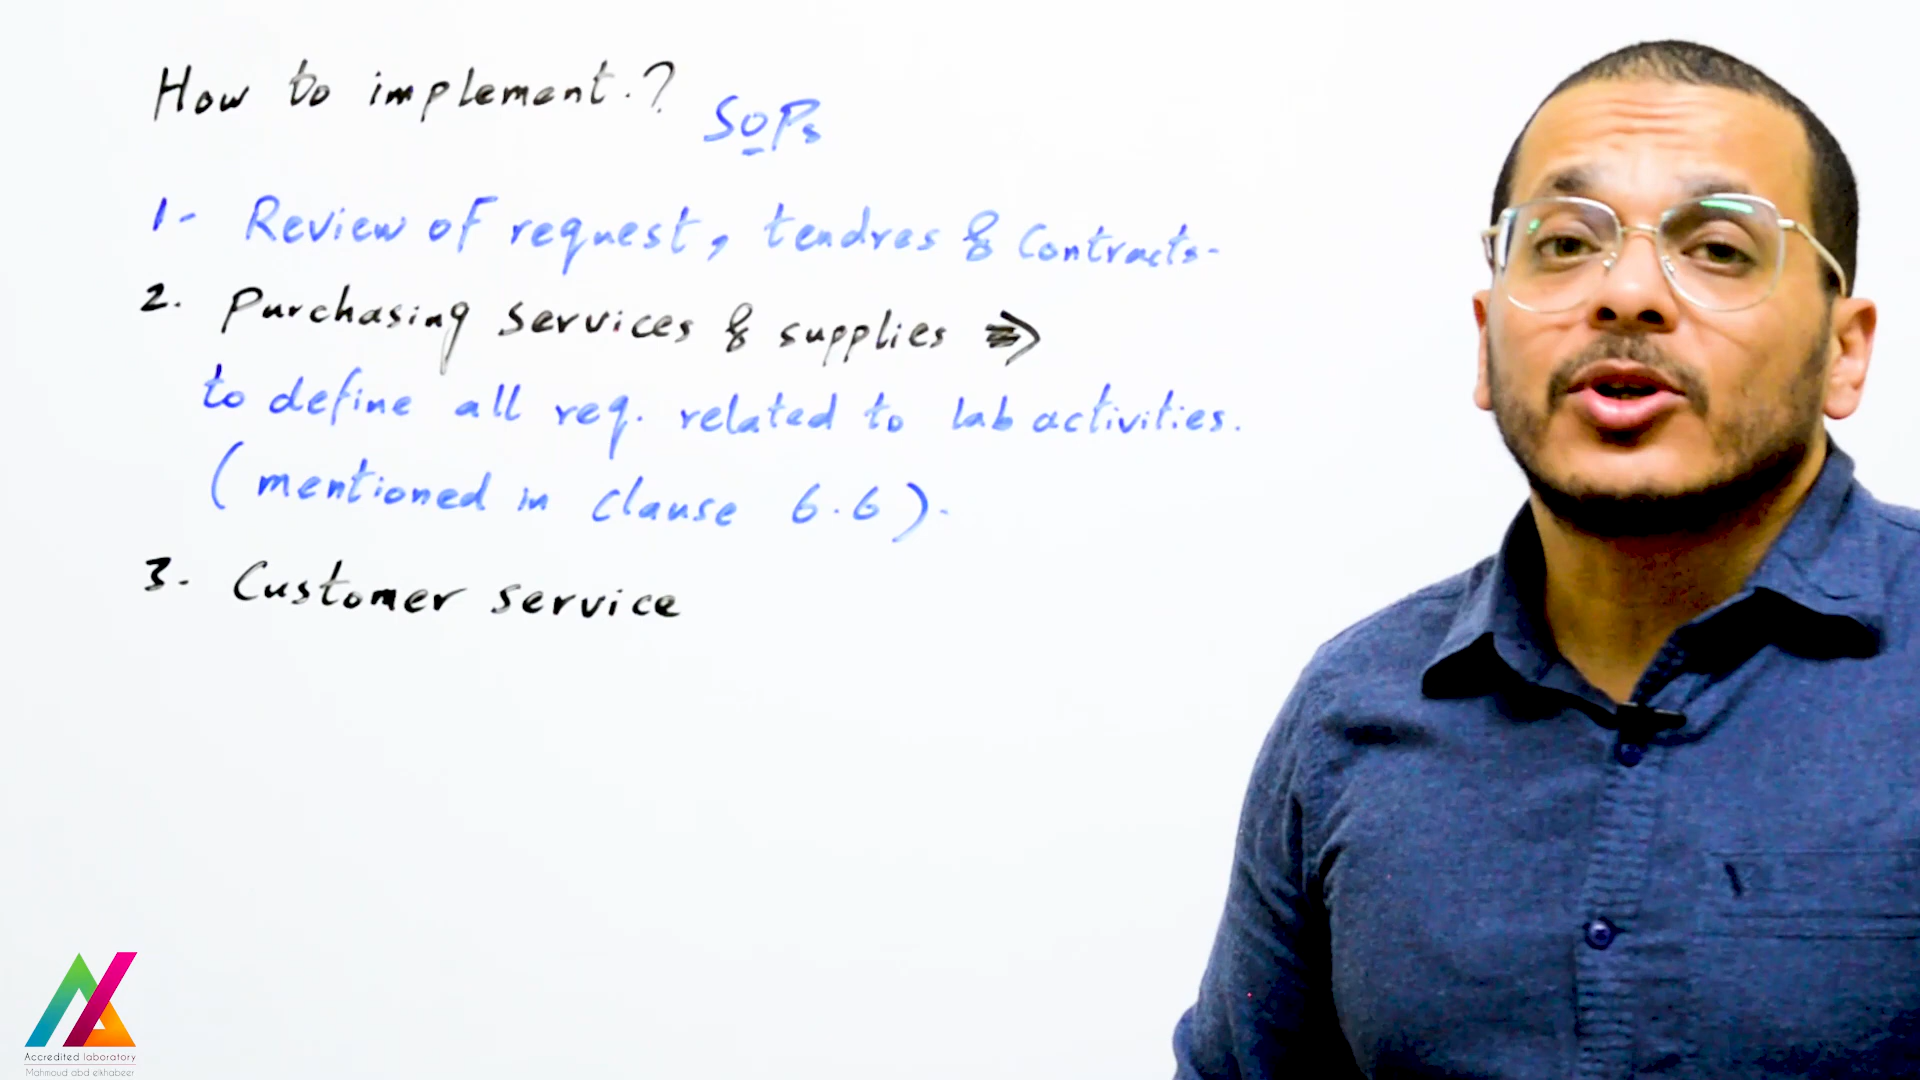 How to implement.?
SOPs
1- Review of request, tendres & Contracts-
2. Purchasing services & supplies ⇒
to define all req. related to lab activities.
(mentioned in clause 6.6).
3- Customer service
Accredited laboratory
Mahmoud abd elkhabeer